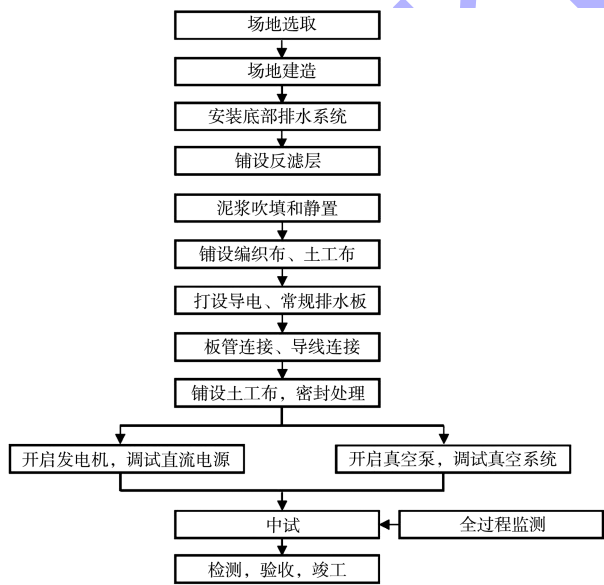 场地选取
场地建造
安装底部排水系统
铺设反滤层
泥浆吹填和静置
铺设编织布、土工布
打设导电、常规排水板
板管连接、导线连接
铺设土工布，密封处理
开启发电机，调试直流电源
开启真空泵，调试真空系统
中试
全过程监测
检测，验收，竣工